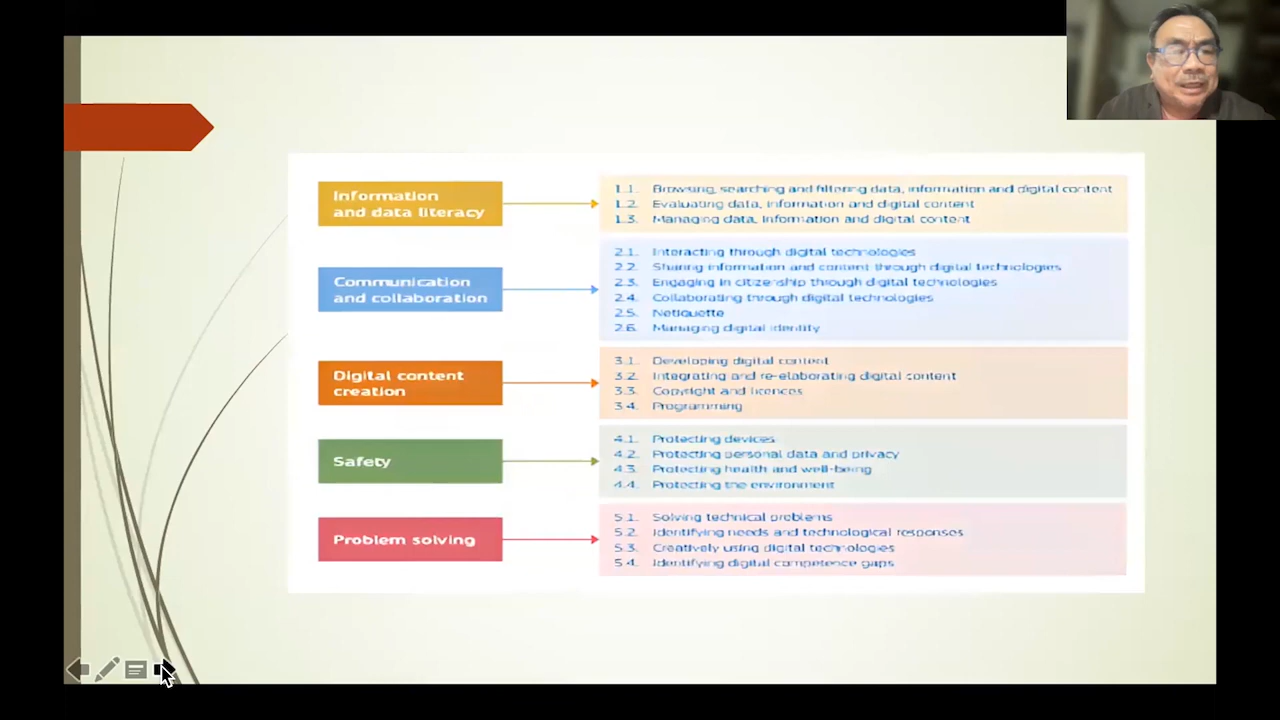 Information
and data literacy
1.1. Browsing, searching and filtering data, information and digital content
1.2. Evaluating data, information and digital content
1.3. Managing data, information and digital content
Communication
and collaboration
2.1. Interacting through digital technologies
2.2. Sharing information and content through digital technologies
2.3. Engaging in citizenship through digital technologies
2.4. Collaborating through digital technologies
2.5. Netiquette
2.6. Managing digital identity
Digital content
creation
3.1. Developing digital content
3.2. Integrating and re-elaborating digital content
3.3. Copyright and licences
3.4. Programming
Safety
4.1. Protecting devices
4.2. Protecting personal data and privacy
4.3. Protecting health and well-being
4.4. Protecting the environment
Problem solving
5.1. Solving technical problems
5.2. Identifying needs and technological responses
5.3. Creatively using digital technologies
5.4. Identifying digital competence gaps